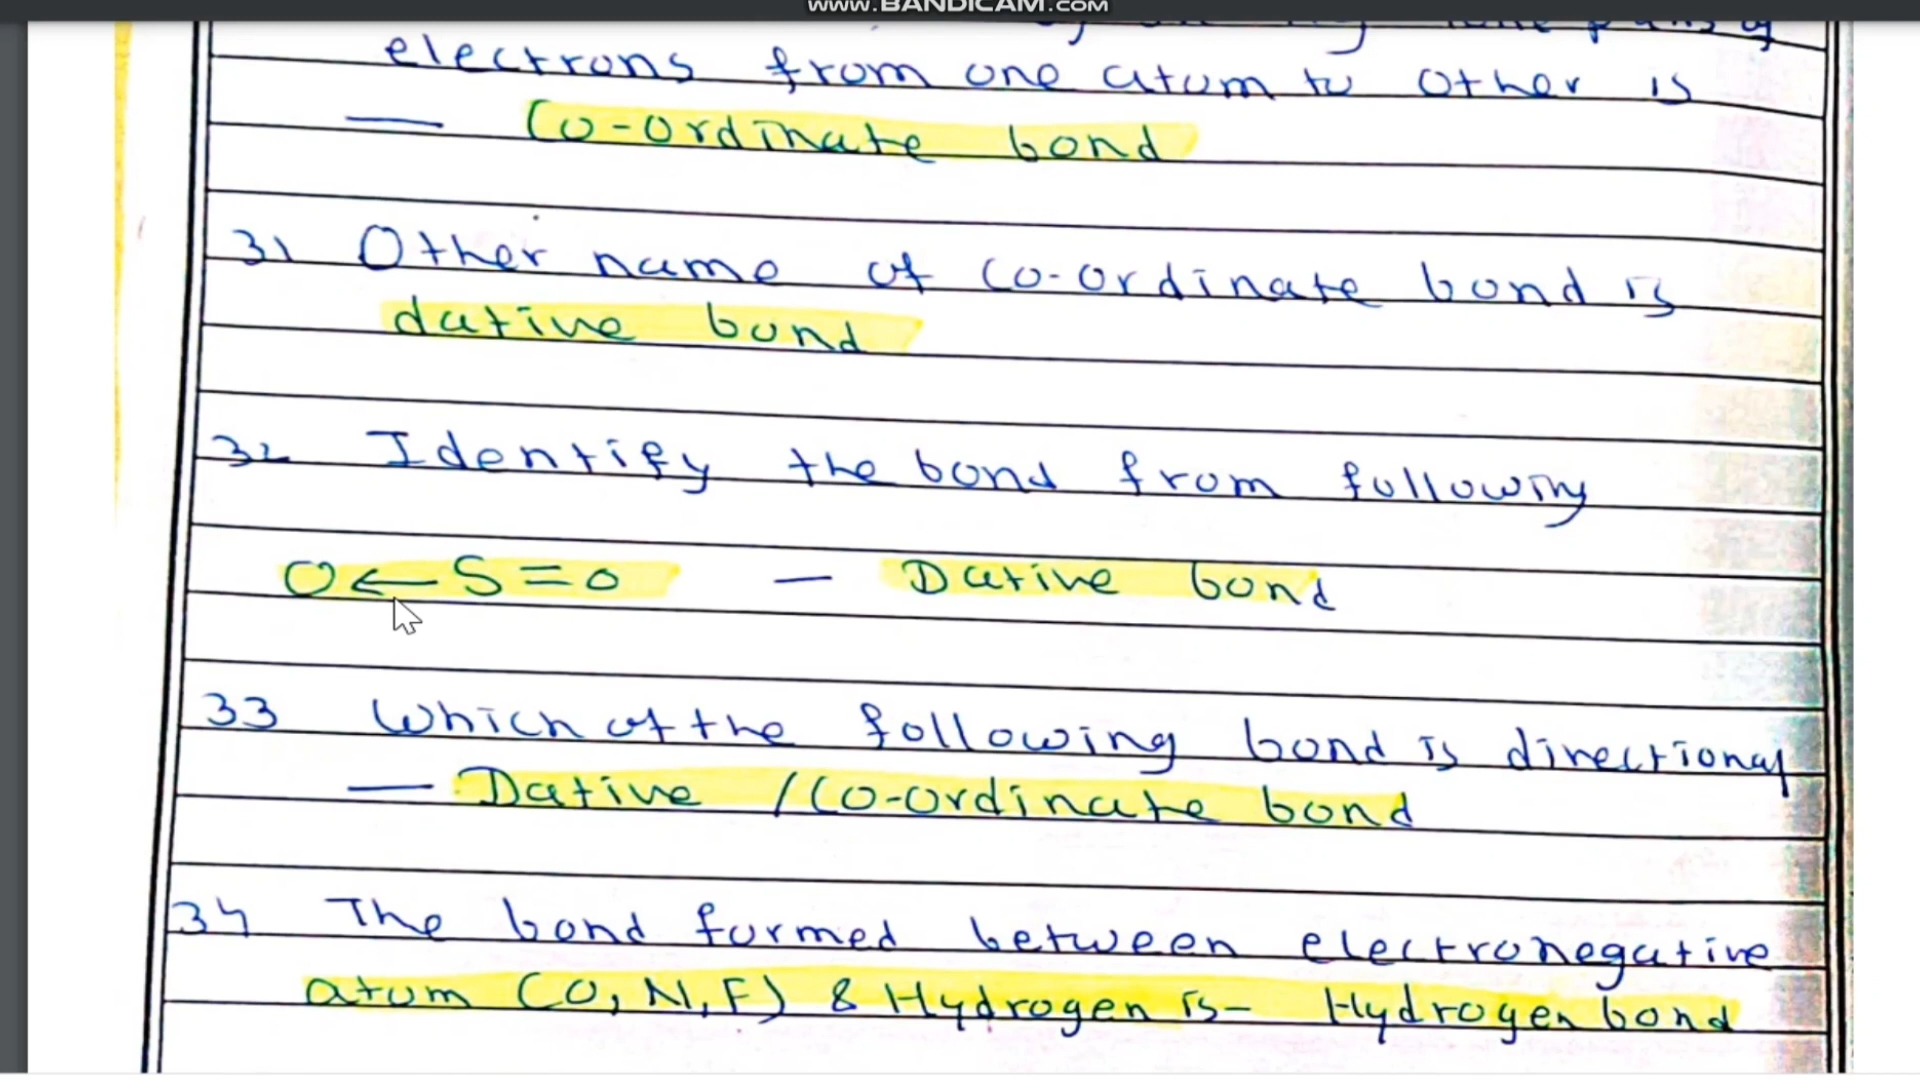 www.BANDICAM.com
electrons from one atom to other is
— Co-ordinate bond
31 Other name of co-ordinate bond is
dative bond
32 Identify the bond from following
O←S=O — Dative bond
33 Which of the following bond is directional
— Dative / Co-ordinate bond
34 The bond formed between electronegative
atom (O, N, F) & Hydrogen is - Hydrogen bond